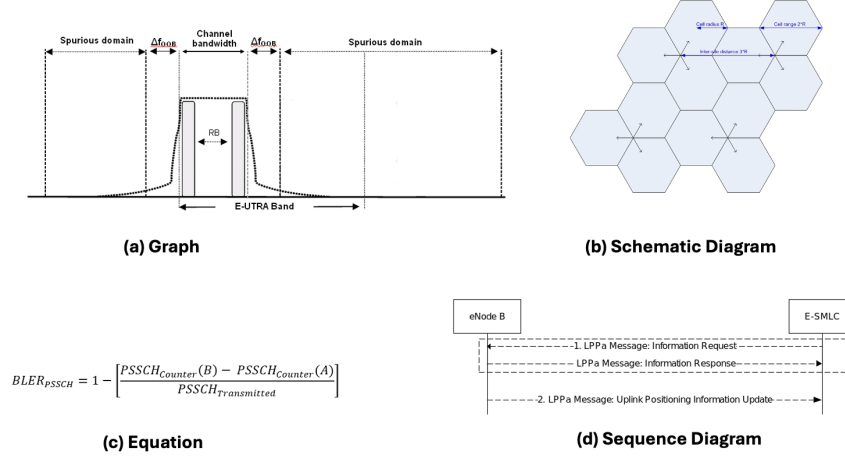 Spurious domain
ΔfOOB
Channel bandwidth
ΔfOOB
Spurious domain
RB
E-UTRA Band
(a) Graph
Cell radius R
Cell range 2*R
Inter-site distance 3*R
(b) Schematic Diagram
BLER_PSSCH = 1 − [(PSSCH_Counter(B) − PSSCH_Counter(A)) / PSSCH_Transmitted]
(c) Equation
eNode B
E-SMLC
1. LPPa Message: Information Request
LPPa Message: Information Response
2. LPPa Message: Uplink Positioning Information Update
(d) Sequence Diagram